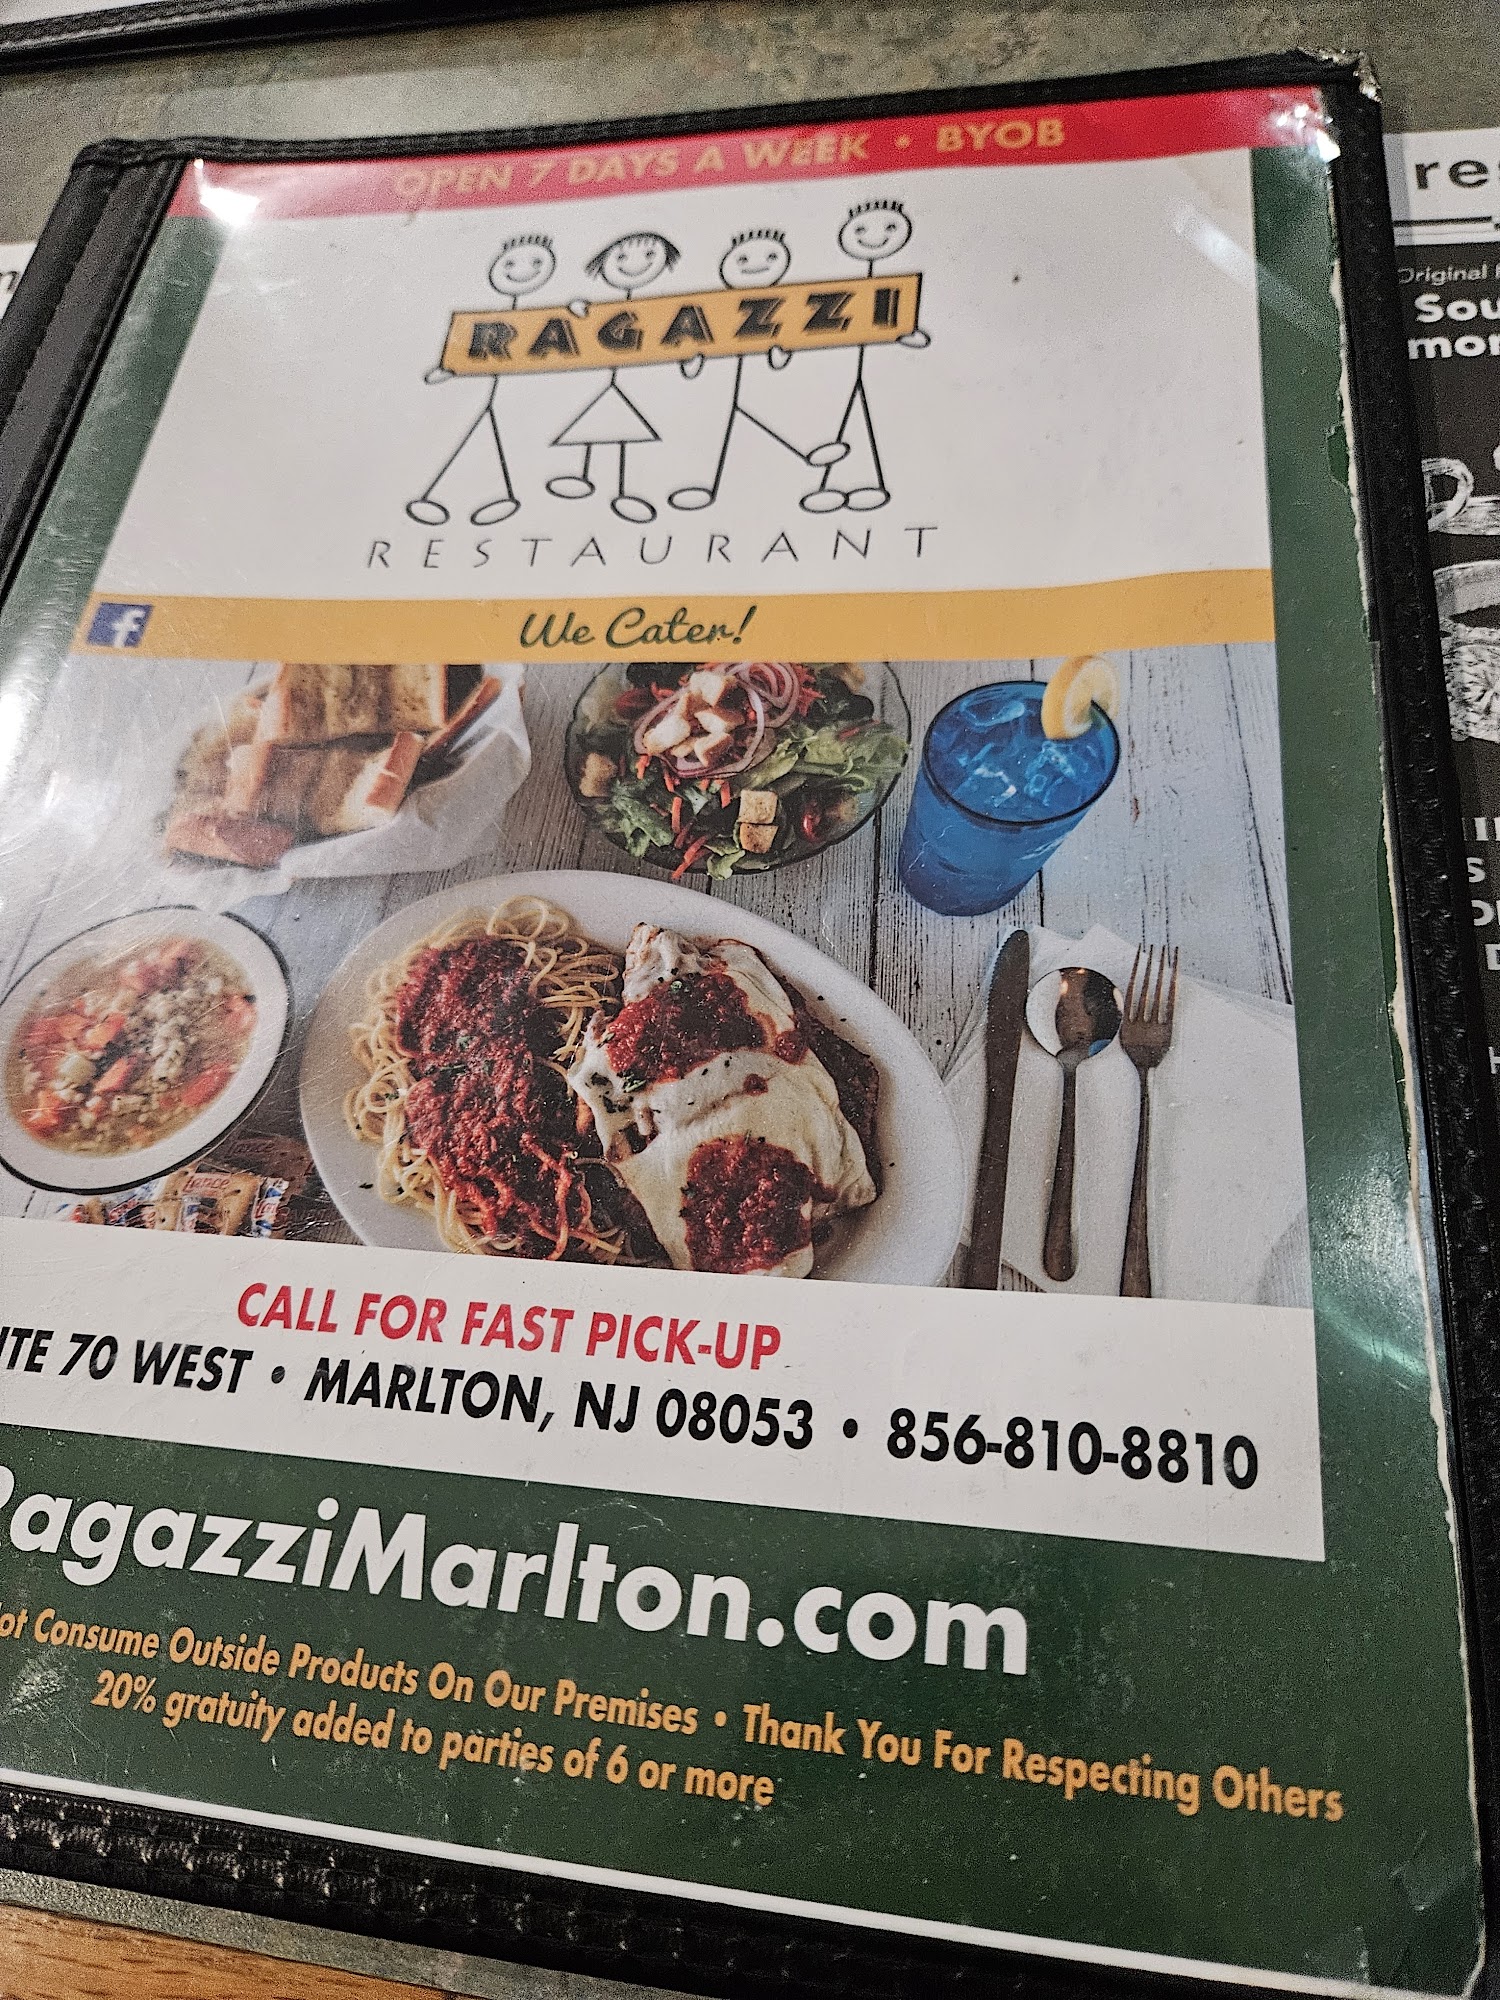 OPEN 7 DAYS A WEEK • BYOB
RAGAZZI
RESTAURANT
f
We Cater!
Lance
CALL FOR FAST PICK-UP
70 WEST • MARLTON, NJ 08053 • 856-810-8810
RagazziMarlton.com
Consume Outside Products On Our Premises • Thank You For Respecting Others
20% gratuity added to parties of 6 or more
Original